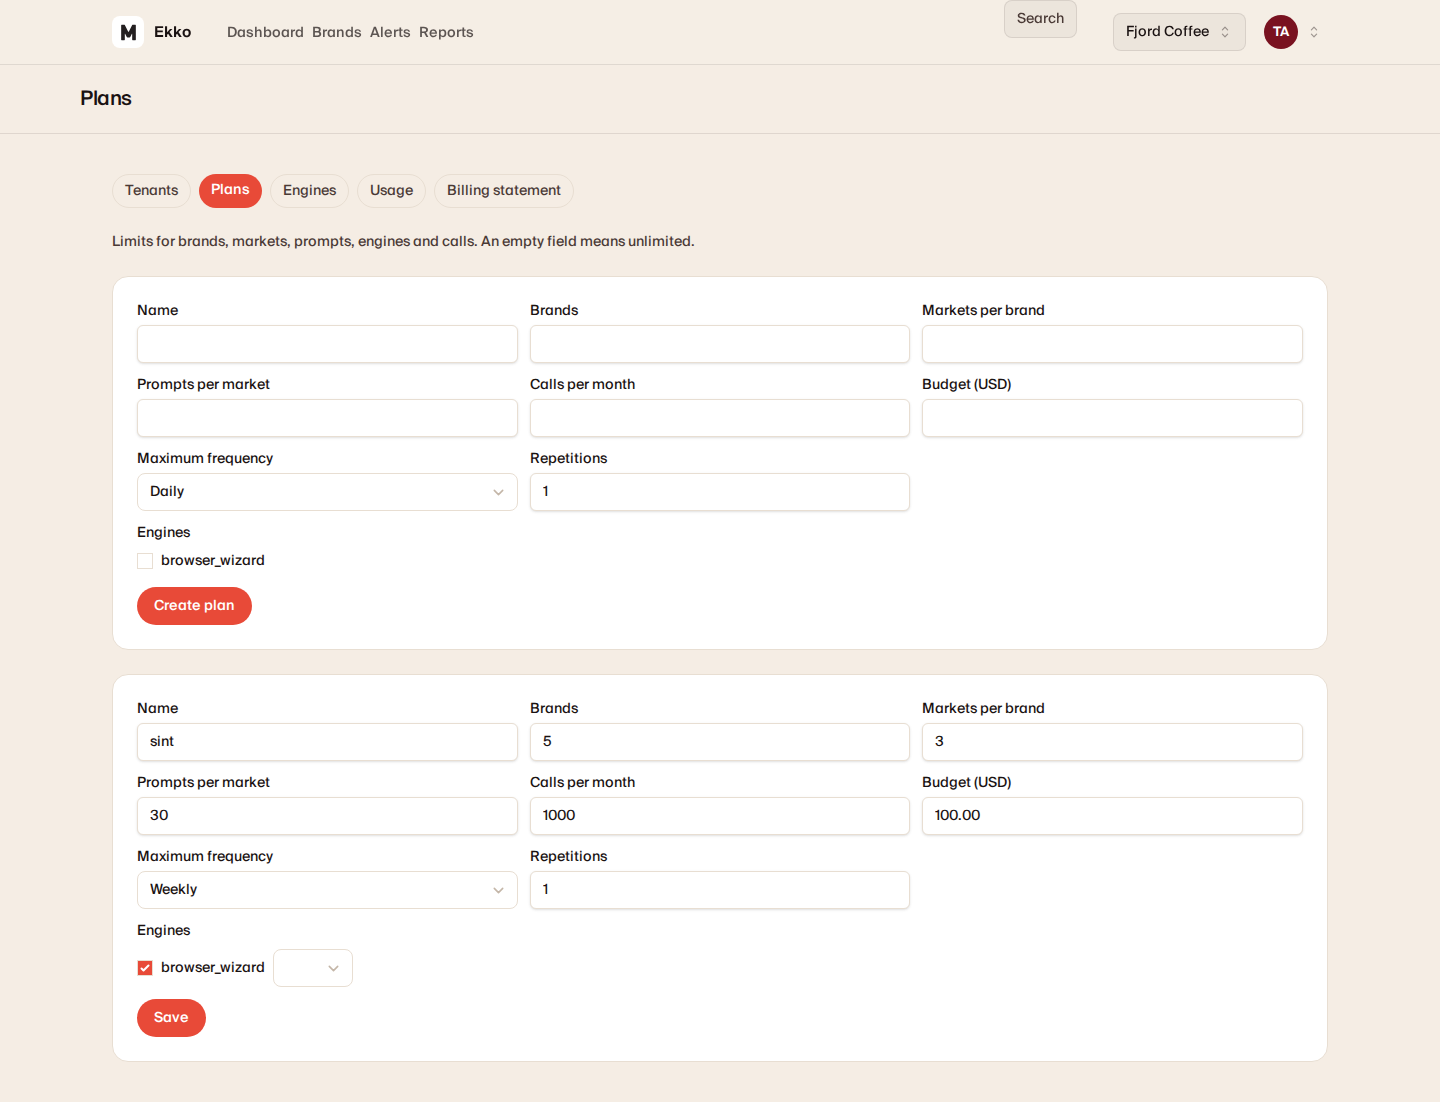 M Ekko Dashboard Brands Alerts Reports Search Fjord Coffee TA
Plans
Tenants Plans Engines Usage Billing statement
Limits for brands, markets, prompts, engines and calls. An empty field means unlimited.
Name Brands Markets per brand
Prompts per market Calls per month Budget (USD)
Maximum frequency Repetitions
Daily 1
Engines
browser_wizard
Create plan
Name Brands Markets per brand
sint 5 3
Prompts per market Calls per month Budget (USD)
30 1000 100.00
Maximum frequency Repetitions
Weekly 1
Engines
browser_wizard
Save